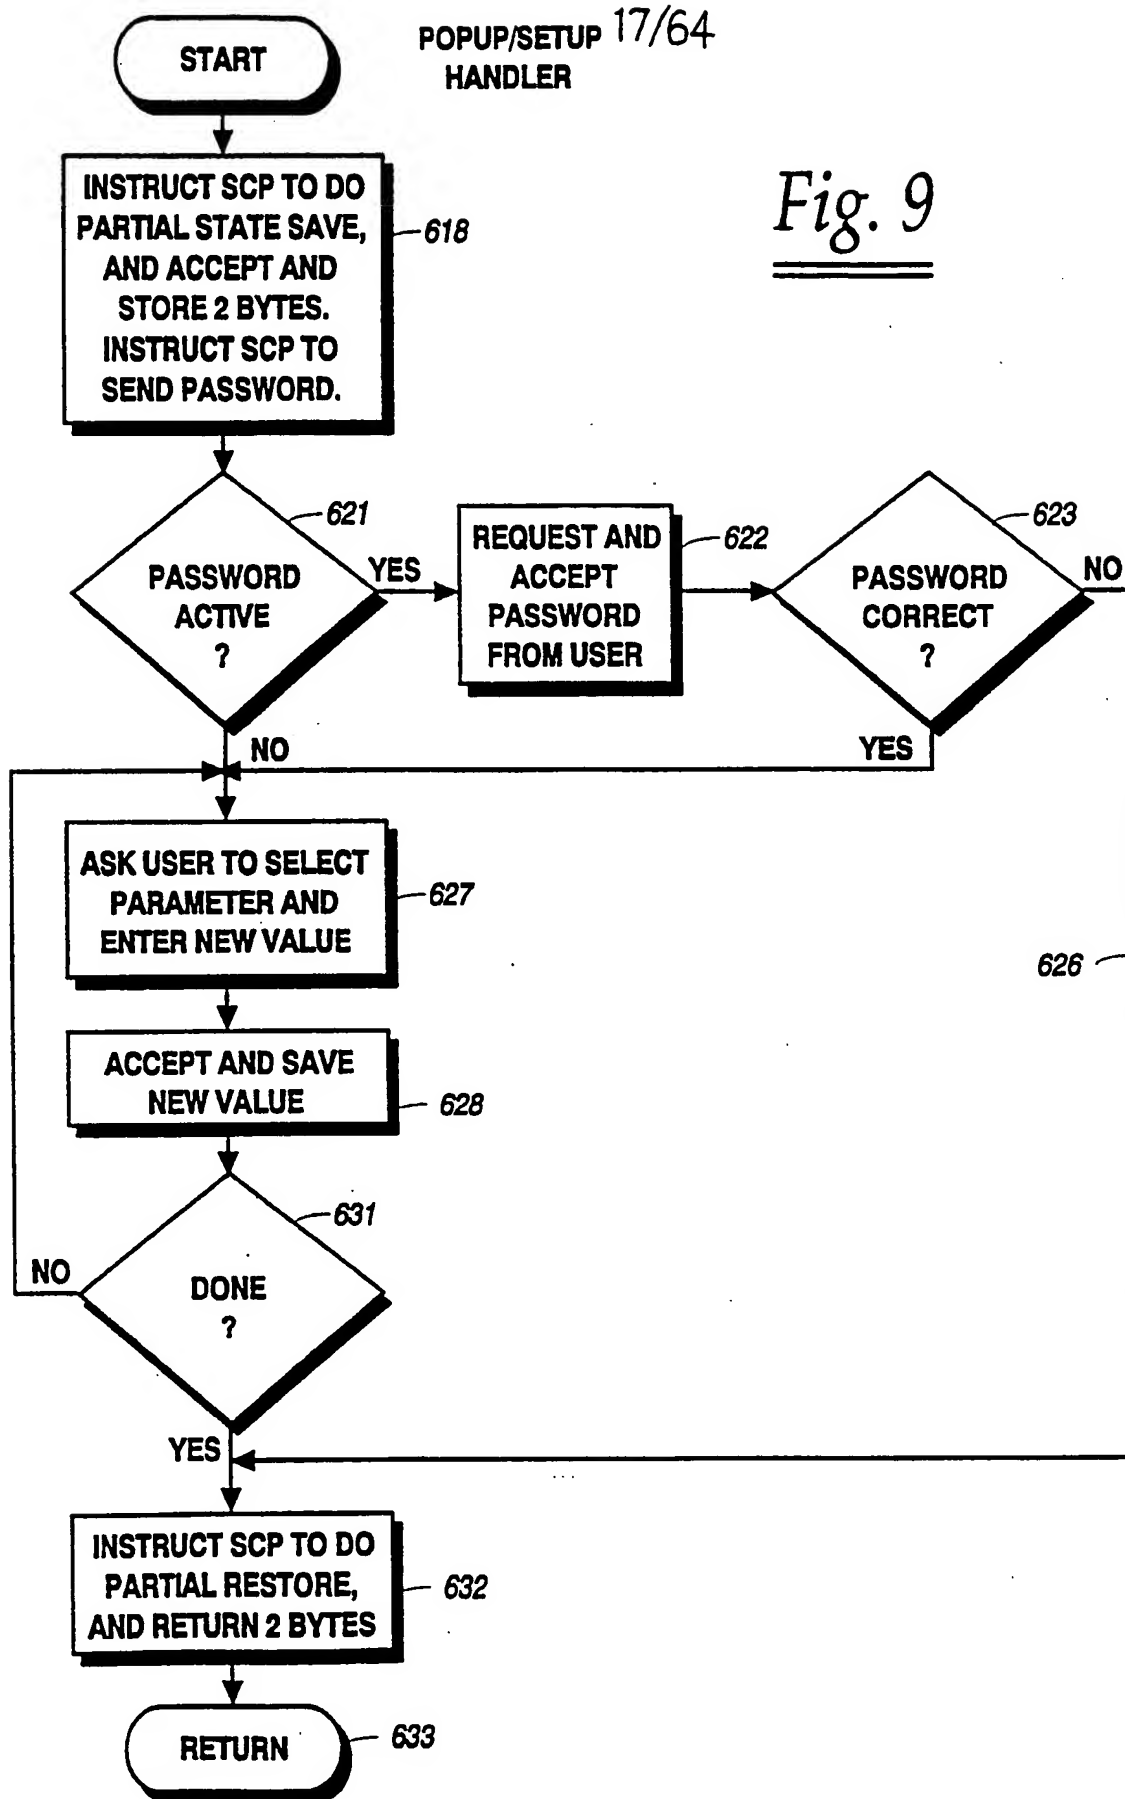 START
POPUP/SETUP 17/64
HANDLER
Fig. 9
INSTRUCT SCP TO DO
PARTIAL STATE SAVE,
AND ACCEPT AND
STORE 2 BYTES.
INSTRUCT SCP TO
SEND PASSWORD.
618
PASSWORD
ACTIVE
?
621
YES
REQUEST AND
ACCEPT
PASSWORD
FROM USER
622
PASSWORD
CORRECT
?
623
NO
NO
YES
ASK USER TO SELECT
PARAMETER AND
ENTER NEW VALUE
627
626
ACCEPT AND SAVE
NEW VALUE
628
DONE
?
631
NO
YES
INSTRUCT SCP TO DO
PARTIAL RESTORE,
AND RETURN 2 BYTES
632
RETURN
633